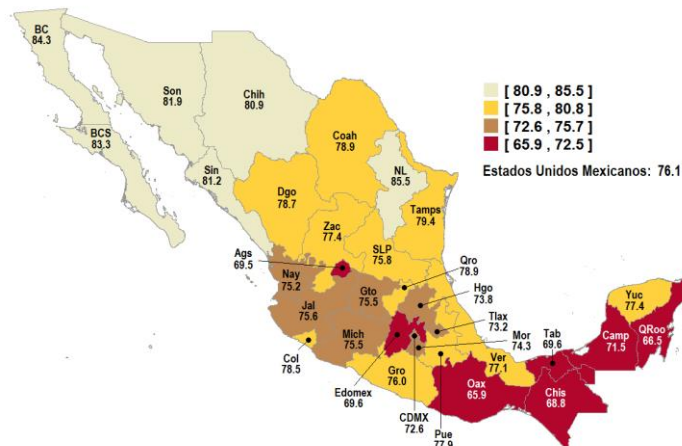 BC
84.3
Son
81.9
Chih
80.9
BCS
83.3
Sin
81.2
Coah
78.9
NL
85.5
Dgo
78.7
Tamps
79.4
Zac
77.4
SLP
75.8
Ags
69.5
Nay
75.2
Gto
75.5
Qro
78.9
Hgo
73.8
Jal
75.6
Tlax
73.2
Mich
75.5
Mor
74.3
Col
78.5
Edomex
69.6
Gro
76.0
CDMX
72.6
Pue
77.9
Ver
77.1
Oax
65.9
Tab
69.6
Chis
68.8
Camp
71.5
Yuc
77.4
QRoo
66.5
[ 80.9 , 85.5 ]
[ 75.8 , 80.8 ]
[ 72.6 , 75.7 ]
[ 65.9 , 72.5 ]
Estados Unidos Mexicanos: 76.1